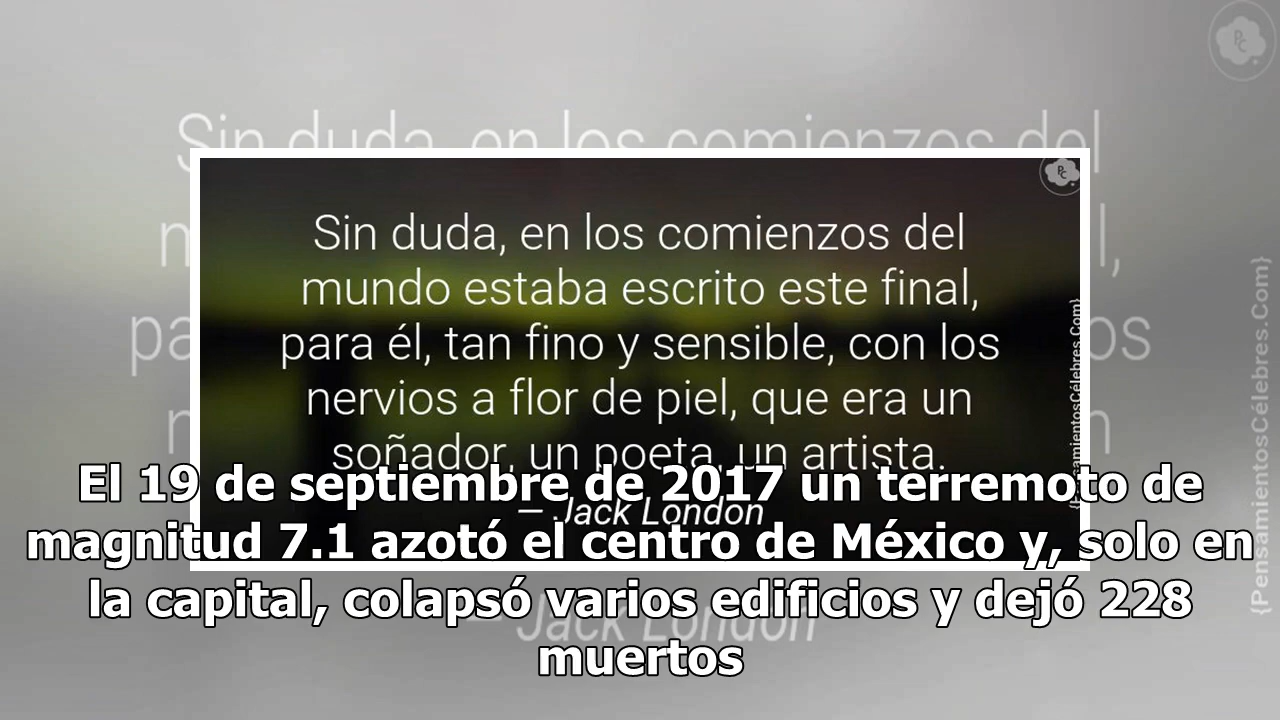 Sin duda, en los comienzos del
mundo estaba escrito este final,
para él, tan fino y sensible, con los
nervios a flor de piel, que era un
soñador, un poeta, un artista.
— Jack London
El 19 de septiembre de 2017 un terremoto de
magnitud 7.1 azotó el centro de México y, solo en
la capital, colapsó varios edificios y dejó 228
muertos
{PensamientosCélebres.Com}
PC